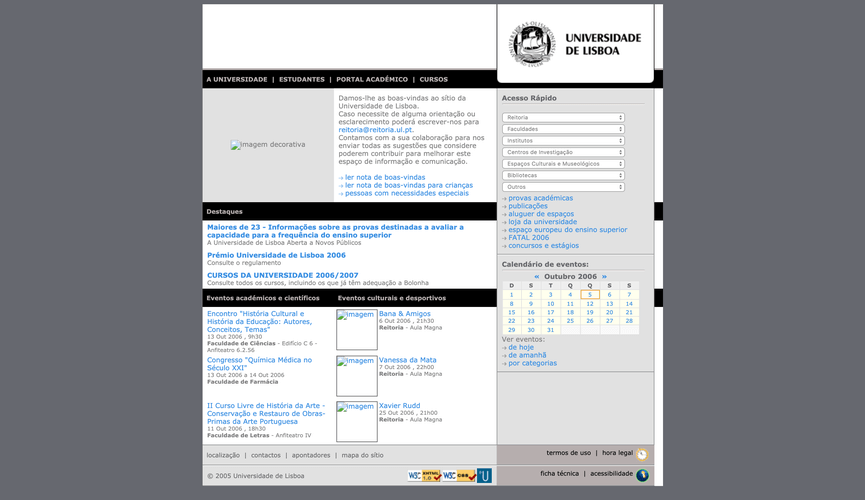 UNIVERSIDADE
DE LISBOA
A UNIVERSIDADE | ESTUDANTES | PORTAL ACADÉMICO | CURSOS
imagem decorativa
Damos-lhe as boas-vindas ao sítio da
Universidade de Lisboa.
Caso necessite de alguma orientação ou
esclarecimento poderá escrever-nos para
reitoria@reitoria.ul.pt.
Contamos com a sua colaboração para nos
enviar todas as sugestões que considere
poderem contribuir para melhorar este
espaço de informação e comunicação.
ler nota de boas-vindas
ler nota de boas-vindas para crianças
pessoas com necessidades especiais
Acesso Rápido
Reitoria
Faculdades
Institutos
Centros de Investigação
Espaços Culturais e Museológicos
Bibliotecas
Outros
provas académicas
publicações
aluguer de espaços
loja da universidade
espaço europeu do ensino superior
FATAL 2006
concursos e estágios
Destaques
Maiores de 23 - Informações sobre as provas destinadas a avaliar a
capacidade para a frequência do ensino superior
A Universidade de Lisboa Aberta a Novos Públicos
Prémio Universidade de Lisboa 2006
Consulte o regulamento
CURSOS DA UNIVERSIDADE 2006/2007
Consulte todos os cursos, incluindo os que já têm adequação a Bolonha
Calendário de eventos:
« Outubro 2006 »
D S T Q Q S S
1 2 3 4 5 6 7
8 9 10 11 12 13 14
15 16 17 18 19 20 21
22 23 24 25 26 27 28
29 30 31
Ver eventos:
de hoje
de amanhã
por categorias
Eventos académicos e científicos
Encontro "História Cultural e
História da Educação: Autores,
Conceitos, Temas"
13 Out 2006 , 9h30
Faculdade de Ciências - Edifício C 6 -
Anfiteatro 6.2.56
Congresso "Química Médica no
Século XXI"
13 Out 2006 a 14 Out 2006
Faculdade de Farmácia
II Curso Livre de História da Arte -
Conservação e Restauro de Obras-
Primas da Arte Portuguesa
11 Out 2006 , 18h30
Faculdade de Letras - Anfiteatro IV
Eventos culturais e desportivos
imagem
Bana & Amigos
6 Out 2006 , 21h30
Reitoria - Aula Magna
imagem
Vanessa da Mata
7 Out 2006 , 22h00
Reitoria - Aula Magna
imagem
Xavier Rudd
25 Out 2006 , 21h00
Reitoria - Aula Magna
localização | contactos | apontadores | mapa do sítio
termos de uso | hora legal
© 2005 Universidade de Lisboa
W3C XHTML 1.0
W3C css
U
ficha técnica | acessibilidade